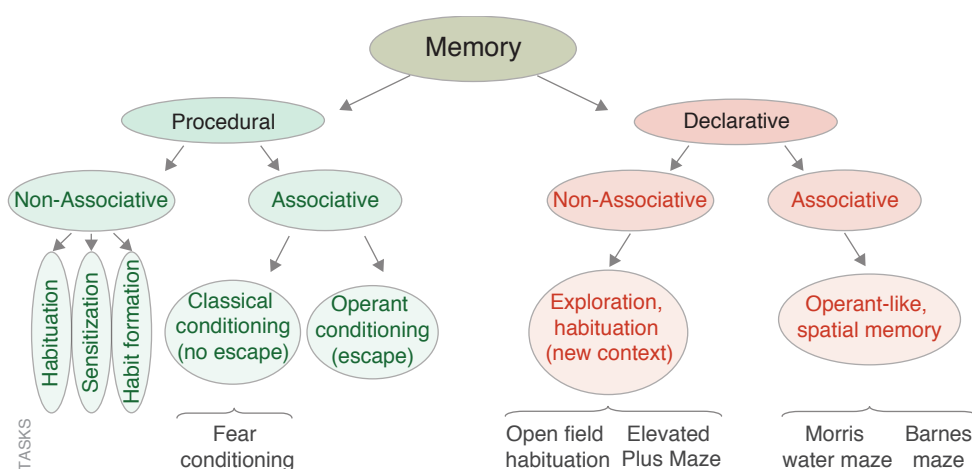 Memory
Procedural
Declarative
Non-Associative
Associative
Non-Associative
Associative
Habituation
Sensitization
Habit formation
Classical
conditioning
(no escape)
Operant
conditioning
(escape)
Exploration,
habituation
(new context)
Operant-like,
spatial memory
TASKS
Fear
conditioning
Open field
habituation
Elevated
Plus Maze
Morris
water maze
Barnes
maze